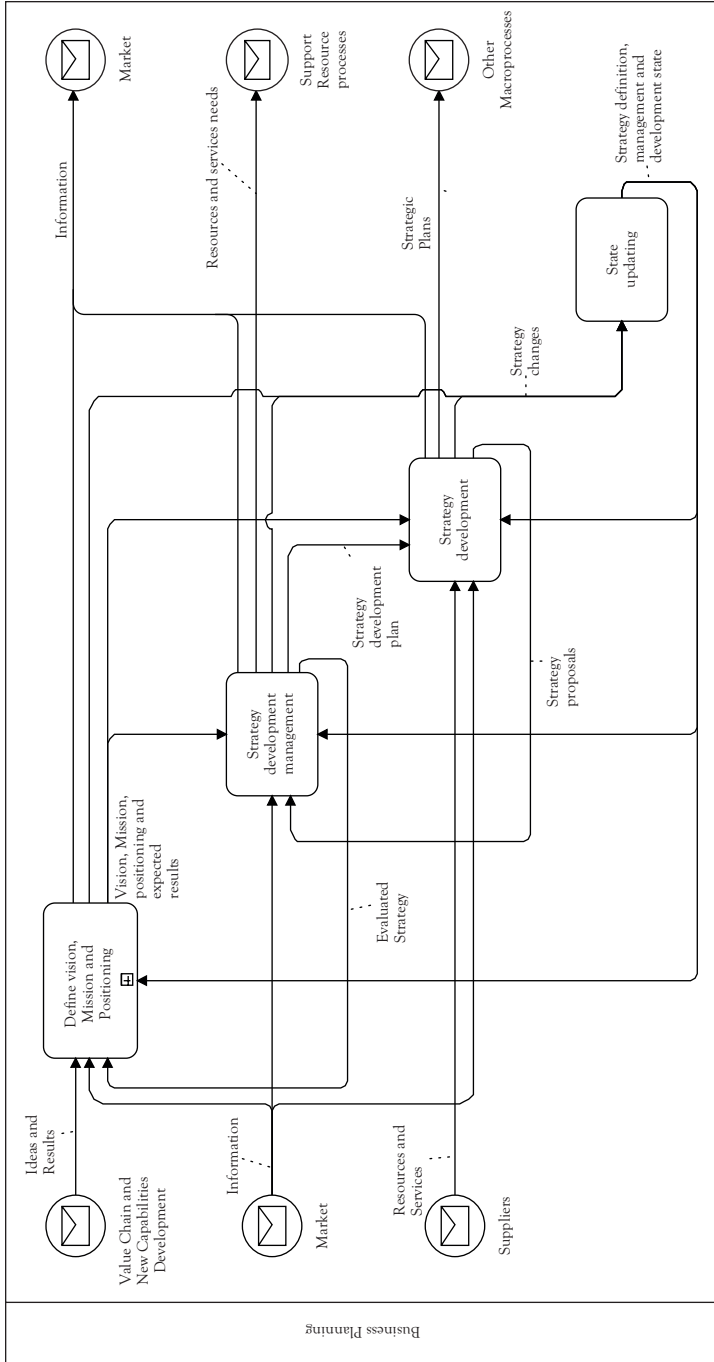 Business Planning
Value Chain and
New Capabilities
Development
Ideas and
Results
Define vision,
Mission and
Positioning
Vision, Mission,
positioning and
expected
results
Information
Market
Market
Information
Evaluated
Strategy
Strategy
development
management
Resources and services needs
Support
Resource
processes
Strategy
development
plan
Suppliers
Resources and
Services
Strategy
proposals
Strategy
development
Strategic
Plans
Other
Macroprocesses
Strategy
changes
State
updating
Strategy definition,
management and
development state